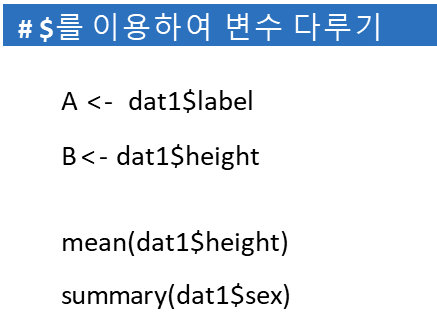 # $를 이용하여 변수 다루기
A <- dat1$label
B <- dat1$height
mean(dat1$height)
summary(dat1$sex)